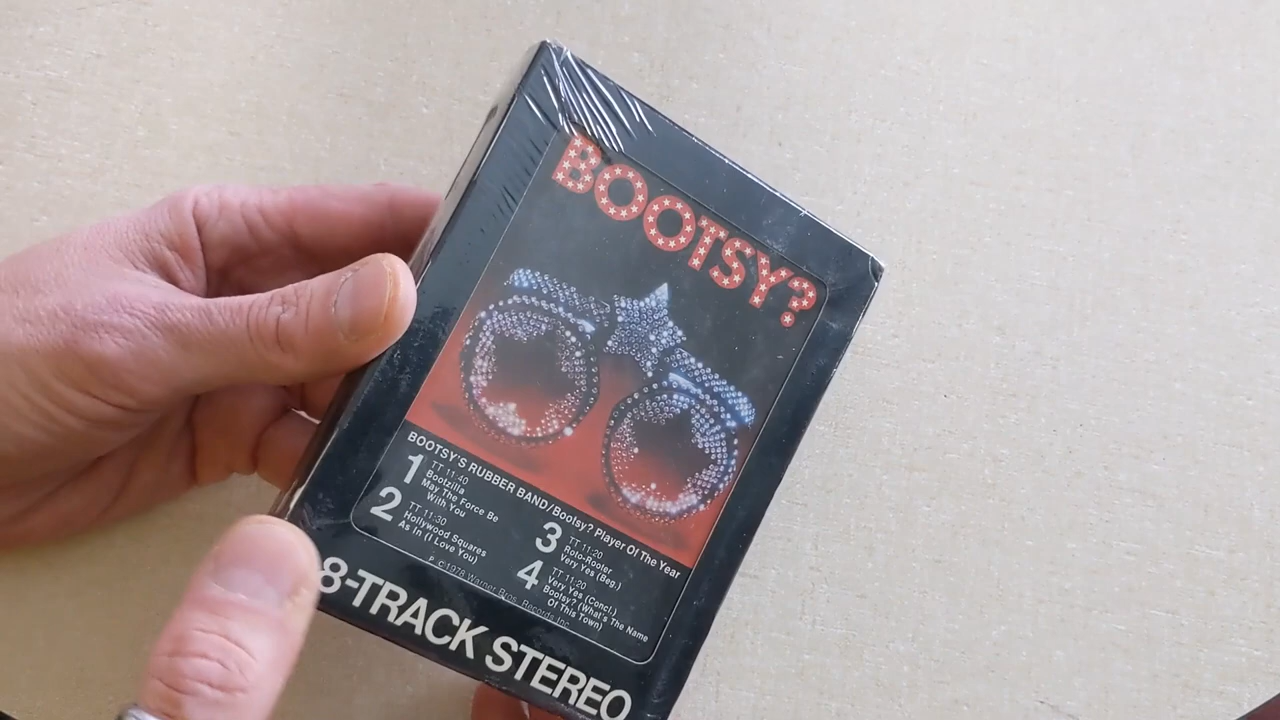 BOOTSY?
BOOTSY'S RUBBER BAND/Bootsy? Player Of The Year
1
TT 11:40
Bootzilla
May The Force Be
With You
2
TT 11:30
Hollywood Squares
As In (I Love You)
3
TT 11:20
Roto-Rooter
Very Yes (Beg.)
4
TT 11:20
Very Yes (Concl.)
Bootsy? (What's The Name
Of This Town)
P. C 1978 Warner Bros. Records Inc.
8-TRACK STEREO